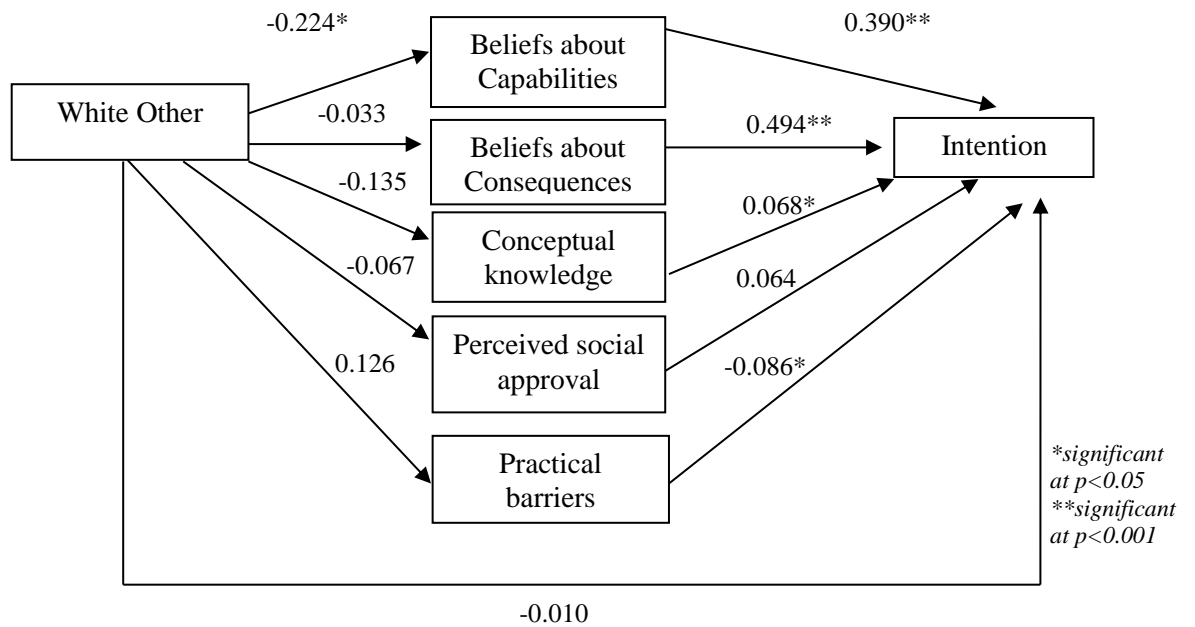 -0.224*
0.390**
Beliefs about
Capabilities
White Other
-0.033
0.494**
Beliefs about
Consequences
Intention
-0.135
0.068*
Conceptual
knowledge
-0.067
0.064
Perceived social
approval
0.126
-0.086*
Practical
barriers
*significant
at p<0.05
**significant
at p<0.001
-0.010